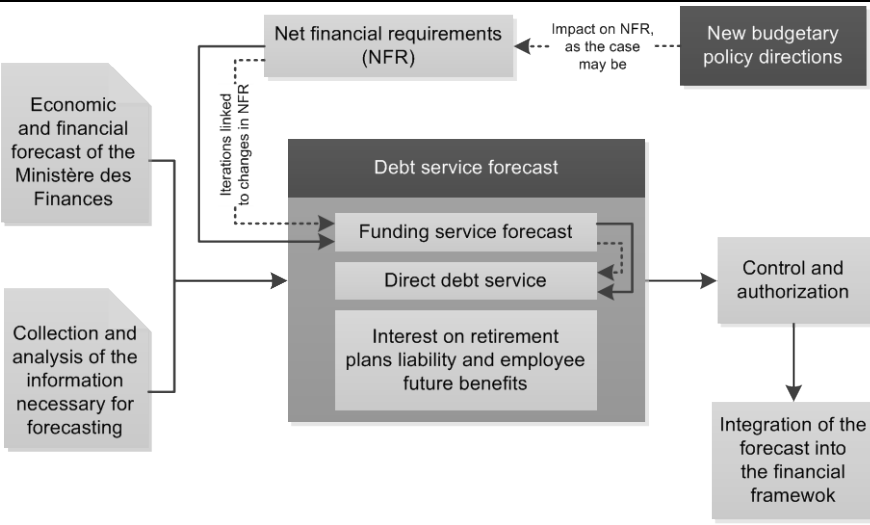 Net financial requirements
(NFR)
Impact on NFR,
as the case
may be
New budgetary
policy directions
Economic
and financial
forecast of the
Ministère des
Finances
Iterations linked
to changes in NFR
Debt service forecast
Funding service forecast
Direct debt service
Interest on retirement
plans liability and employee
future benefits
Control and
authorization
Collection and
analysis of the
information
necessary for
forecasting
Integration of the
forecast into
the financial
framewok